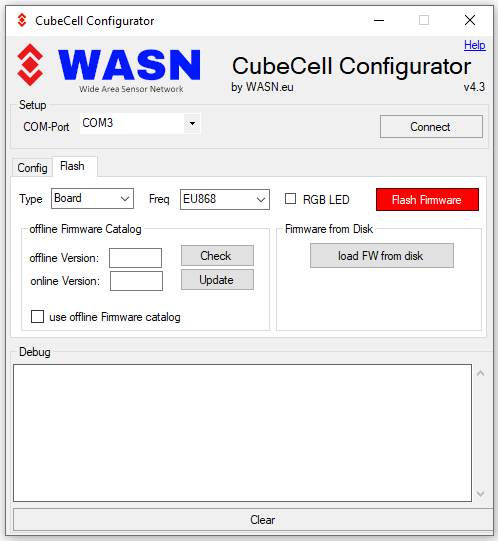 CubeCell Configurator
Help
WASN
Wide Area Sensor Network
CubeCell Configurator
by WASN.eu v4.3
Setup
COM-Port COM3 Connect
Config Flash
Type Board Freq EU868 RGB LED Flash Firmware
offline Firmware Catalog Firmware from Disk
offline Version: Check load FW from disk
online Version: Update
use offline Firmware catalog
Debug
Clear